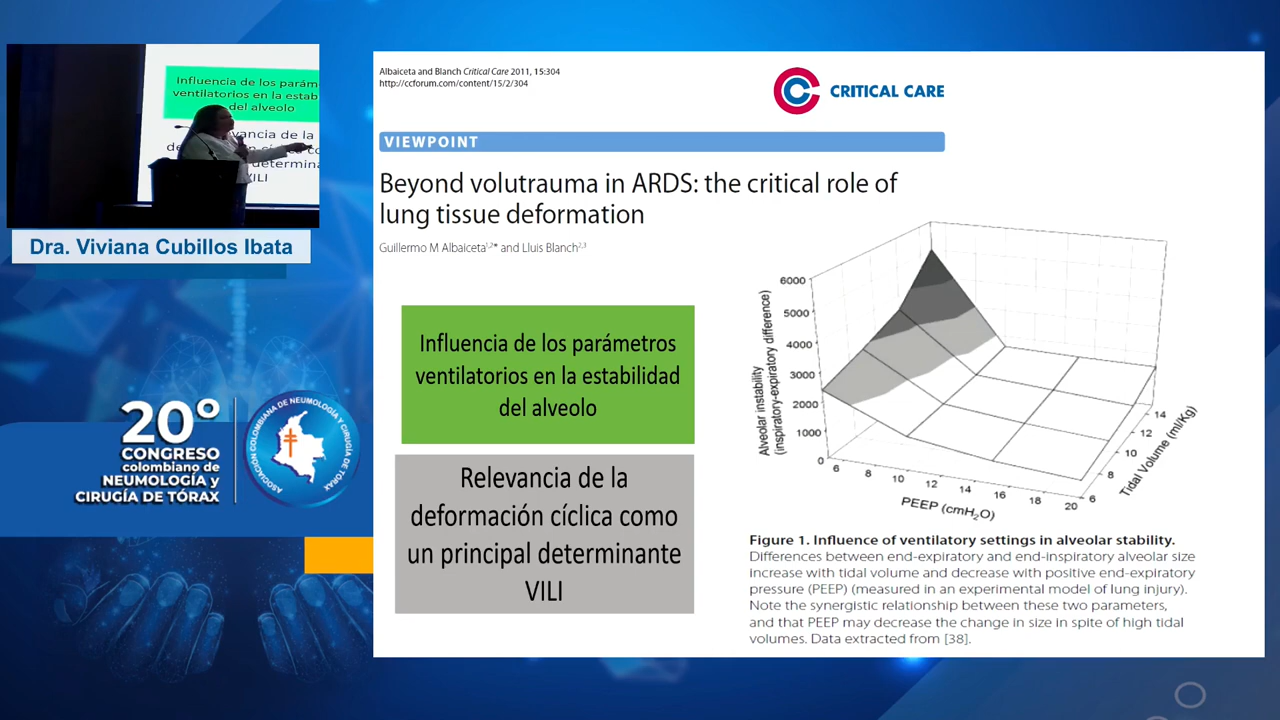 Influencia de los parám
ventilatorios en la estab
del alveolo
vancia de la
de
ón cíclica co
determina
VILI
Dra. Viviana Cubillos Ibata
20°
CONGRESO
colombiano de
NEUMOLOGÍA y
CIRUGÍA DE TÓRAX
ASOCIACIÓN COLOMBIANA DE NEUMOLOGÍA Y CIRUGÍA DE TÓRAX
Albaiceta and Blanch Critical Care 2011, 15:304
http://ccforum.com/content/15/2/304
CRITICAL CARE
VIEWPOINT
Beyond volutrauma in ARDS: the critical role of
lung tissue deformation
Guillermo M Albaiceta1,2* and Lluis Blanch2,3
Influencia de los parámetros
ventilatorios en la estabilidad
del alveolo
Relevancia de la
deformación cíclica como
un principal determinante
VILI
Alveolar instability
(inspiratory-expiratory difference)
6000
5000
4000
3000
2000
1000
0
6
8
10
12
14
16
18
20
PEEP (cmH2O)
6
8
10
12
14
Tidal Volume (ml/Kg)
Figure 1. Influence of ventilatory settings in alveolar stability.
Differences between end-expiratory and end-inspiratory alveolar size
increase with tidal volume and decrease with positive end-expiratory
pressure (PEEP) (measured in an experimental model of lung injury).
Note the synergistic relationship between these two parameters,
and that PEEP may decrease the change in size in spite of high tidal
volumes. Data extracted from [38].